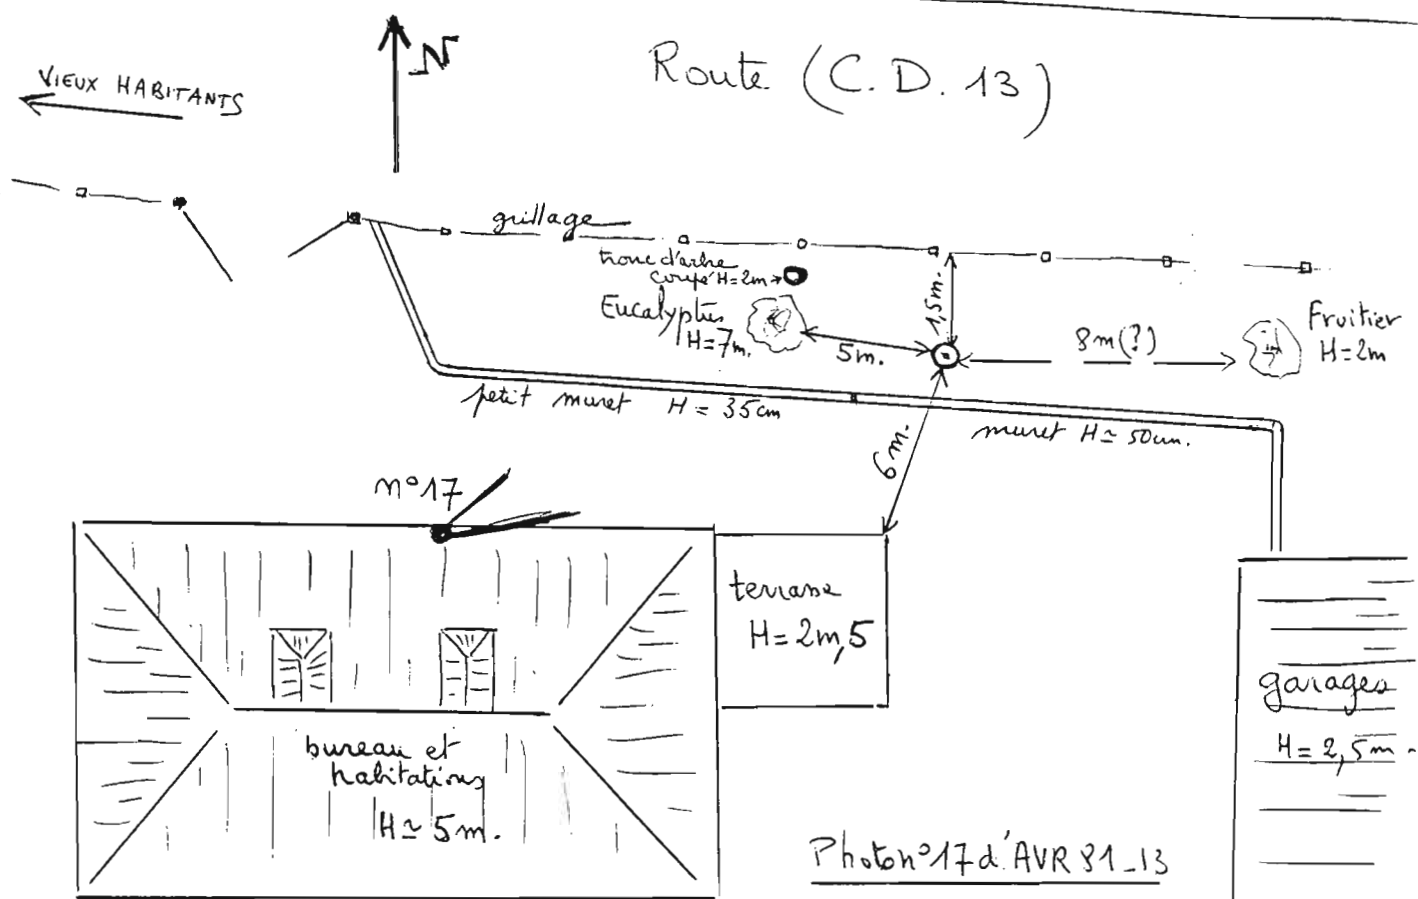 Route (C.D. 13)
N
VIEUX HABITANTS
grillage
tronc d'arbre
coupé H=2m
Eucalyptus
H=7m.
1,5m.
5m.
8m(?)
Fruitier
H=2m
petit muret H = 35cm
muret H≃50cm.
6m.
n°17
terrasse
H=2m,5
garages
H=2,5m.
bureau et
habitations
H≃5m.
Photo n°17 d'AVR 81_13